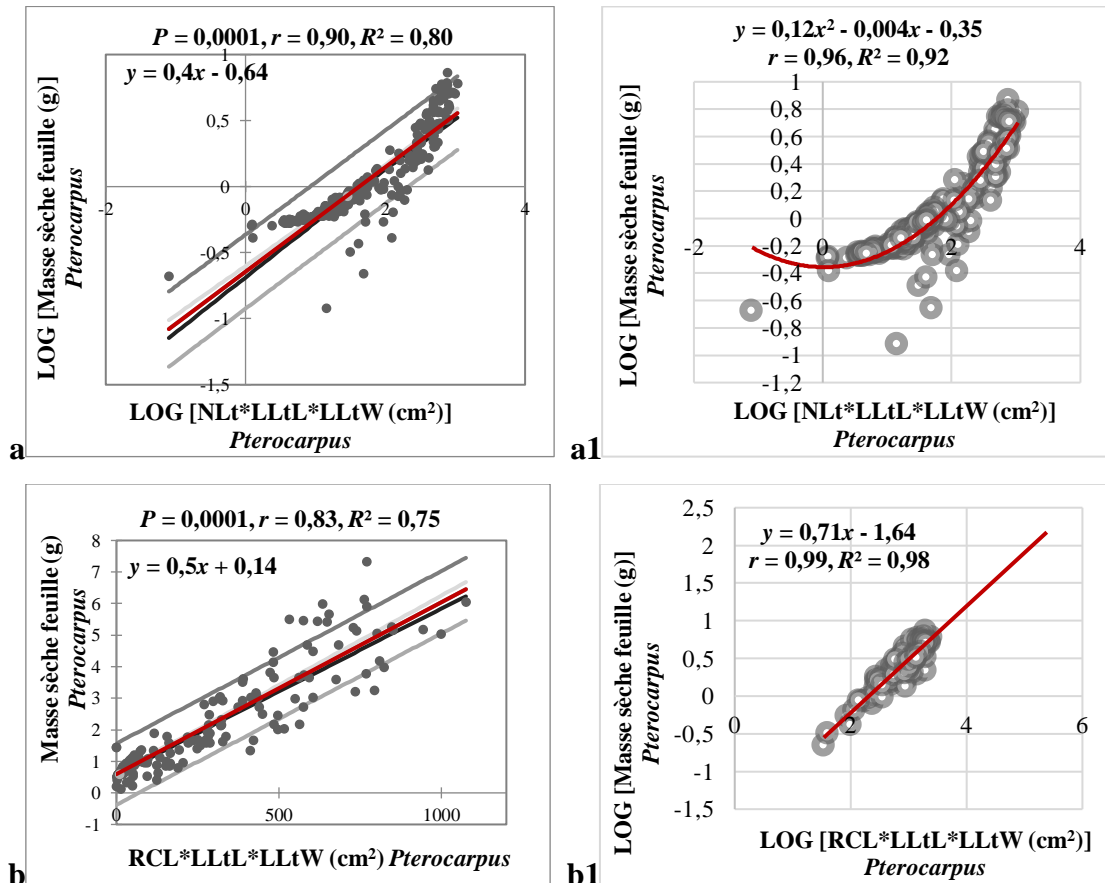 P = 0,0001, r = 0,90, R² = 0,80
y = 0,4x - 0,64
1
0,5
0
-0,5
-1
-1,5
-2
0
2
4
LOG [Masse sèche feuille (g)]
Pterocarpus
LOG [NLt*LLtL*LLtW (cm²)]
Pterocarpus
a
y = 0,12x² - 0,004x - 0,35
r = 0,96, R² = 0,92
1
0,8
0,6
0,4
0,2
0
-0,2
-0,4
-0,6
-0,8
-1
-1,2
-2
0
2
4
LOG [Masse sèche feuille (g)]
Pterocarpus
LOG [NLt*LLtL*LLtW (cm²)]
Pterocarpus
a1
P = 0,0001, r = 0,83, R² = 0,75
y = 0,5x + 0,14
8
7
6
5
4
3
2
1
0
-1
0
500
1000
Masse sèche feuille (g)
Pterocarpus
RCL*LLtL*LLtW (cm²) Pterocarpus
b
y = 0,71x - 1,64
r = 0,99, R² = 0,98
2,5
2
1,5
1
0,5
0
-0,5
-1
-1,5
0
2
4
6
LOG [Masse sèche feuille (g)]
Pterocarpus
LOG [RCL*LLtL*LLtW (cm²)]
Pterocarpus
b1